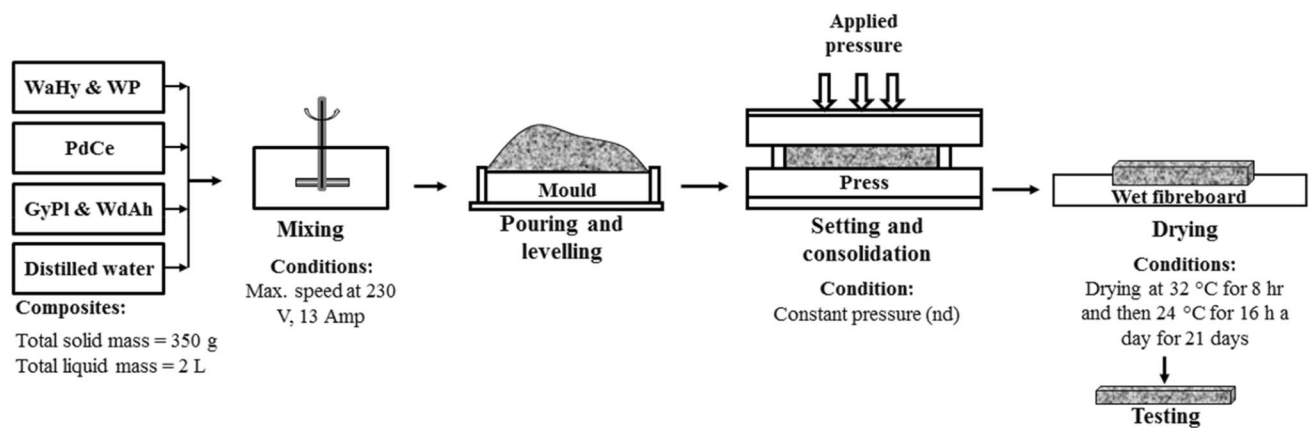 WaHy & WP
PdCe
GyPl & WdAh
Distilled water
Composites:
Total solid mass = 350 g
Total liquid mass = 2 L
Mixing
Conditions:
Max. speed at 230
V, 13 Amp
Mould
Pouring and
levelling
Applied
pressure
Press
Setting and
consolidation
Condition:
Constant pressure (nd)
Wet fibreboard
Drying
Conditions:
Drying at 32 °C for 8 hr
and then 24 °C for 16 h a
day for 21 days
Testing